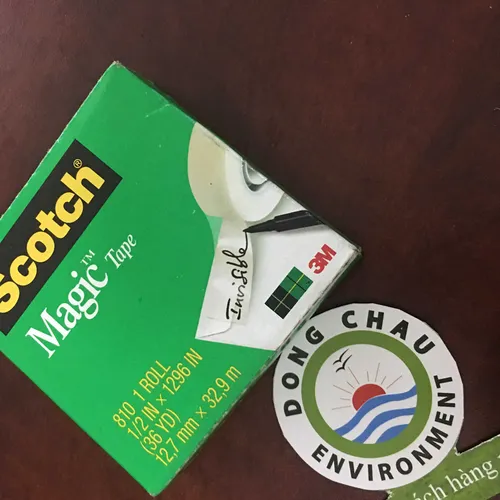 Scotch®
Magic™ Tape
Invisible
3M
810 1 ROLL
1/2 IN × 1296 IN
(36 YD)
12,7 mm × 32,9 m
DONG CHAU
ENVIRONMENT
hàng